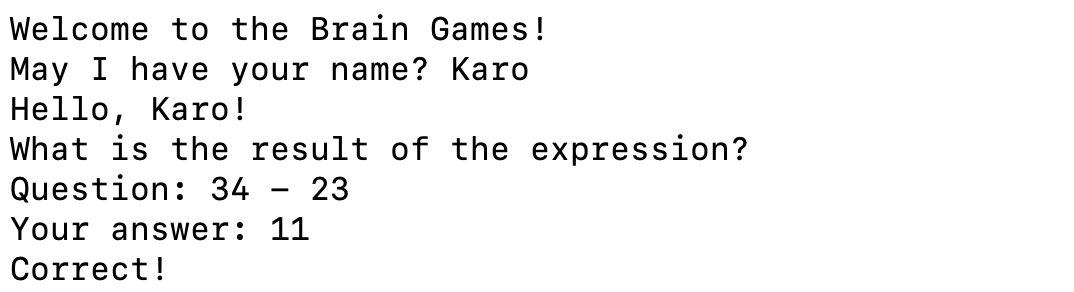 Welcome to the Brain Games!
May I have your name? Karo
Hello, Karo!
What is the result of the expression?
Question: 34 - 23
Your answer: 11
Correct!